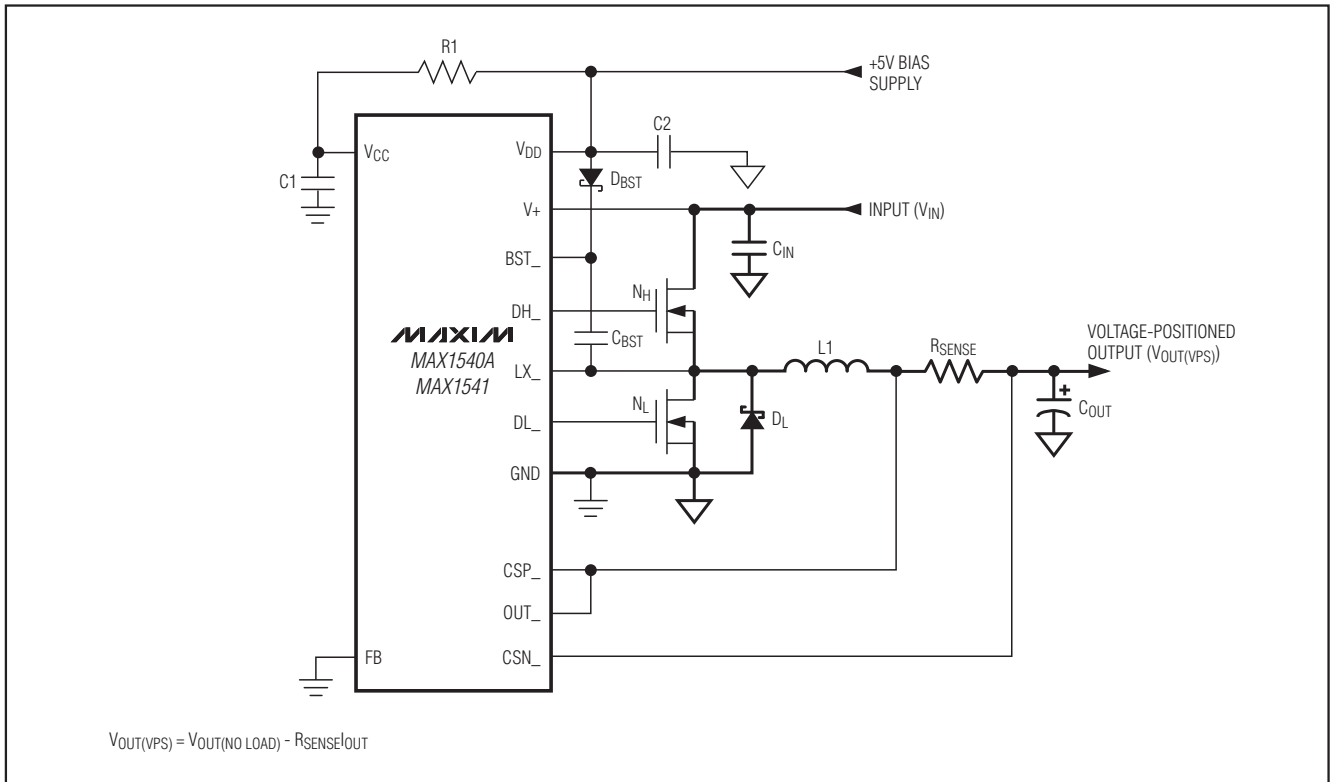 R1
+5V BIAS
SUPPLY
C2
VCC
VDD
C1
DBST
V+
INPUT (VIN)
CIN
BST_
NH
DH_
CBST
VOLTAGE-POSITIONED
OUTPUT (VOUT(VPS))
MAXIM
MAX1540A
MAX1541
L1
RSENSE
LX_
+
COUT
NL
DL
DL_
GND
CSP_
OUT_
FB
CSN_
VOUT(VPS) = VOUT(NO LOAD) - RSENSEIOUT